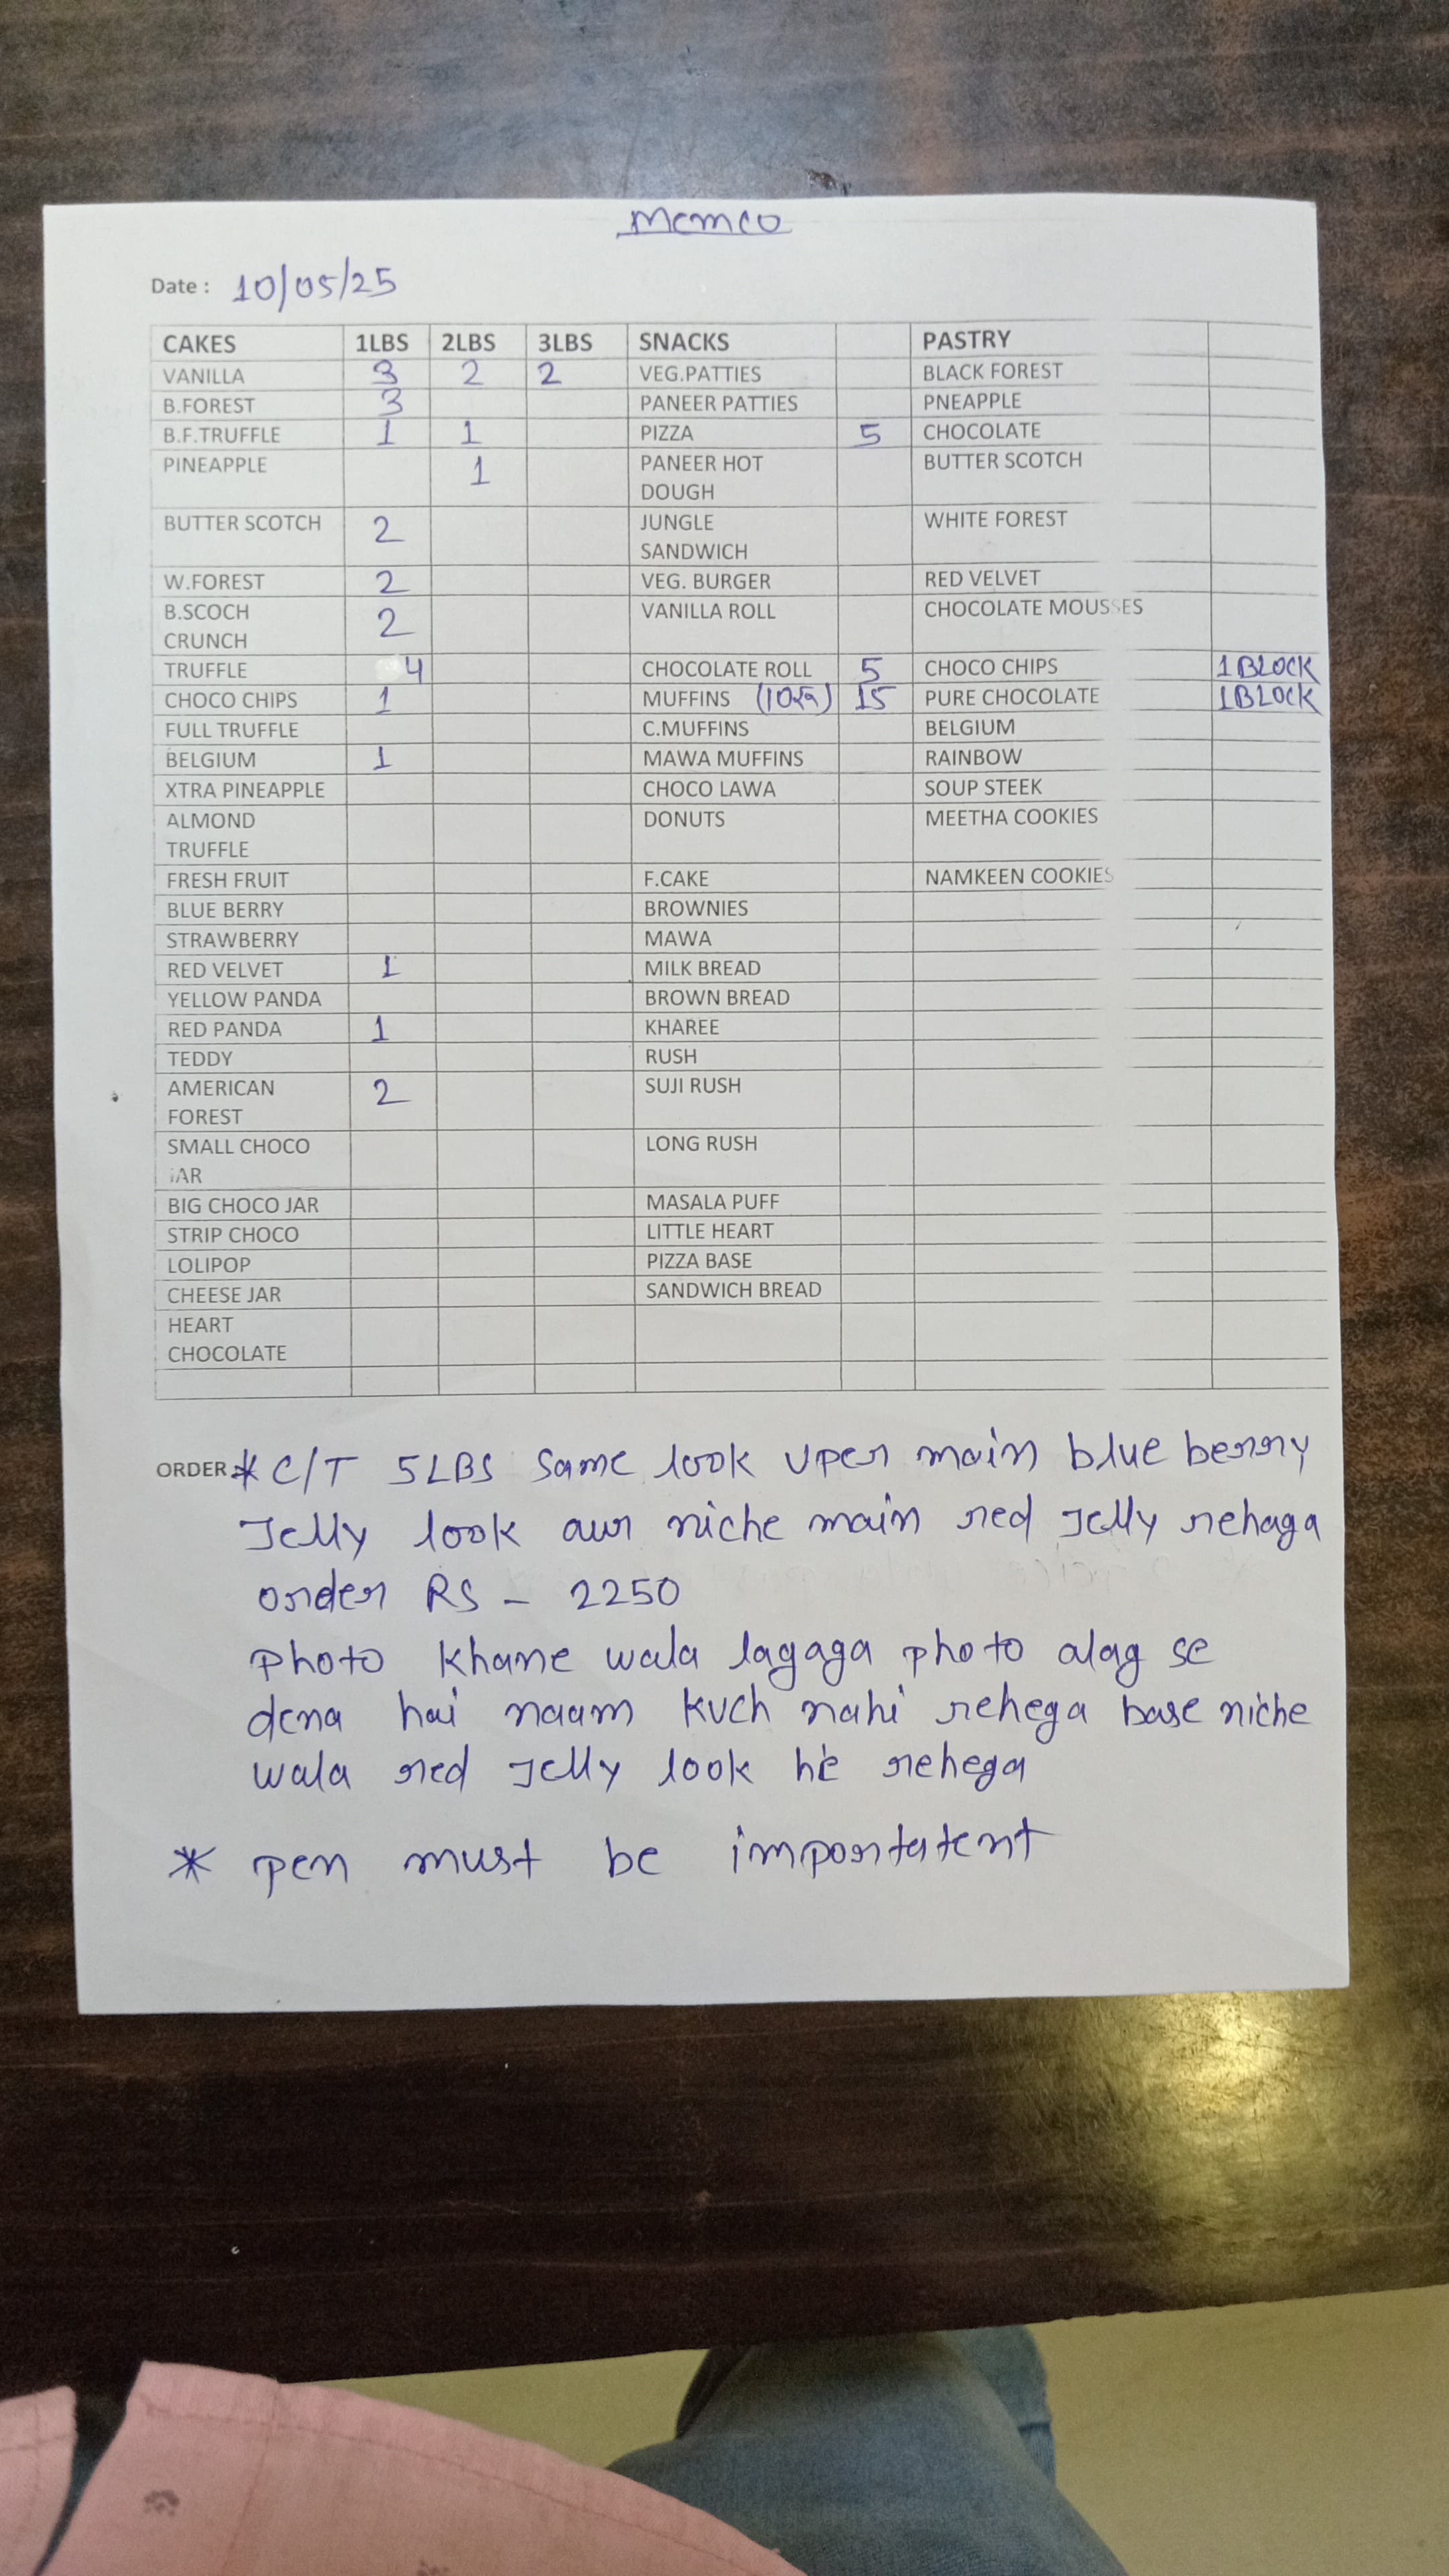 Memco
Date : 10/05/25
CAKES 1LBS 2LBS 3LBS SNACKS PASTRY
VANILLA 3 2 2 VEG.PATTIES BLACK FOREST
B.FOREST 3 PANEER PATTIES PNEAPPLE
B.F.TRUFFLE 1 1 PIZZA 5 CHOCOLATE
PINEAPPLE 1 PANEER HOT BUTTER SCOTCH
DOUGH
BUTTER SCOTCH 2 JUNGLE WHITE FOREST
SANDWICH
W.FOREST 2 VEG. BURGER RED VELVET
B.SCOCH 2 VANILLA ROLL CHOCOLATE MOUSSES
CRUNCH
TRUFFLE 4 CHOCOLATE ROLL 5 CHOCO CHIPS 1 BLOCK
CHOCO CHIPS 1 MUFFINS 15 PURE CHOCOLATE 1 BLOCK
FULL TRUFFLE C.MUFFINS BELGIUM
BELGIUM 1 MAWA MUFFINS RAINBOW
XTRA PINEAPPLE CHOCO LAWA SOUP STEEK
ALMOND DONUTS MEETHA COOKIES
TRUFFLE
FRESH FRUIT F.CAKE NAMKEEN COOKIES
BLUE BERRY BROWNIES
STRAWBERRY MAWA
RED VELVET 1 MILK BREAD
YELLOW PANDA BROWN BREAD
RED PANDA 1 KHAREE
TEDDY RUSH
AMERICAN 2 SUJI RUSH
FOREST
SMALL CHOCO LONG RUSH
JAR
BIG CHOCO JAR MASALA PUFF
STRIP CHOCO LITTLE HEART
LOLIPOP PIZZA BASE
CHEESE JAR SANDWICH BREAD
HEART
CHOCOLATE
ORDER * C/T 5LBS Same look Uper main blue berry
Jelly look aur niche main red Jelly rehaga
order RS - 2250
photo khane wala lagaga photo alag se
dena hai naam kuch nahi rehega base niche
wala red Jelly look he rehega
* pen must be importatent